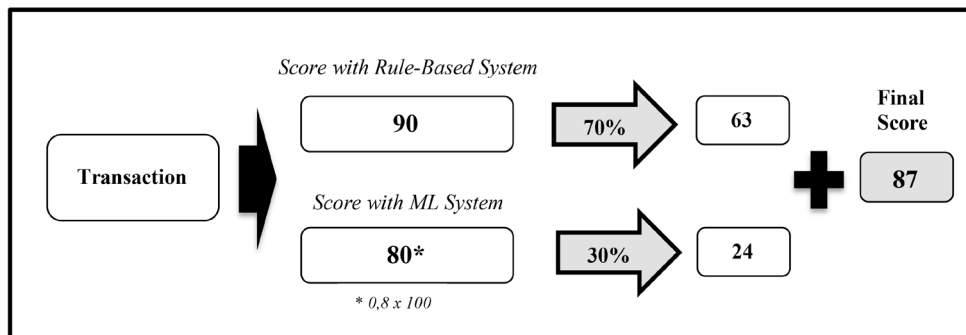 Score with Rule-Based System
90
70%
63
Transaction
Score with ML System
80*
* 0,8 x 100
30%
24
Final
Score
87